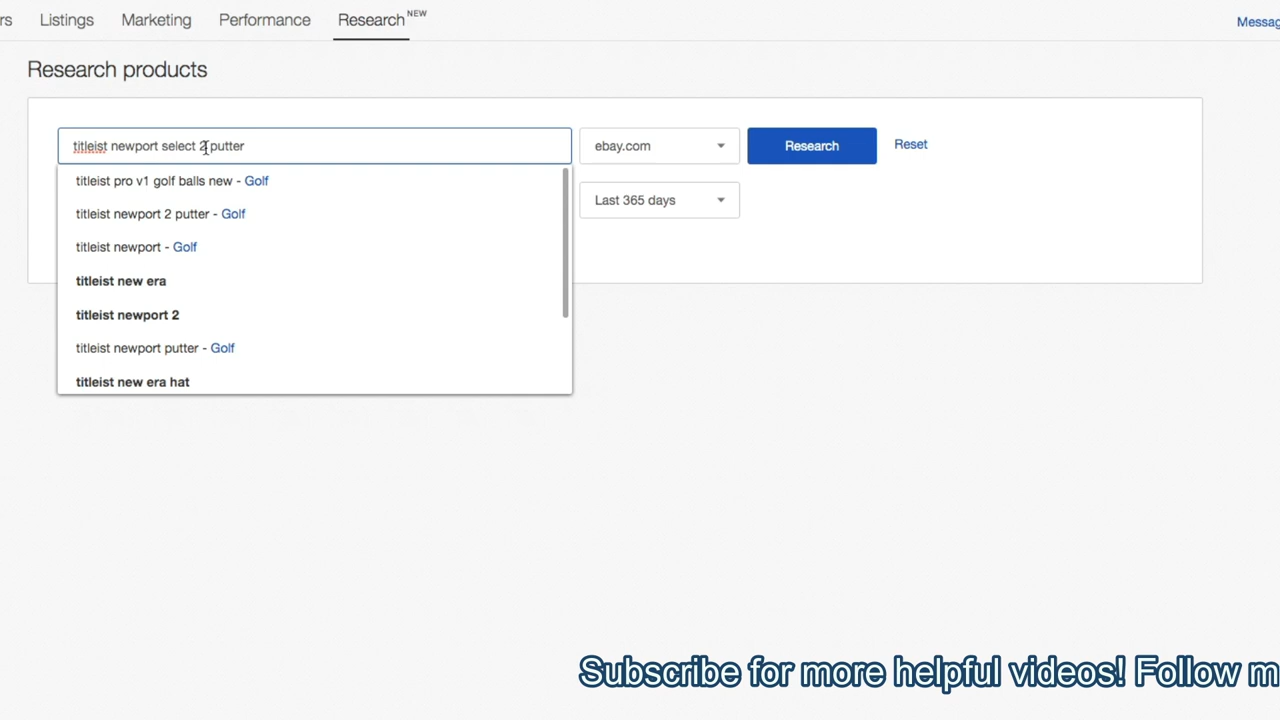 rs Listings Marketing Performance Research NEW
Messag
Research products
titleist newport select 2 putter
ebay.com
Research
Reset
Last 365 days
titleist pro v1 golf balls new - Golf
titleist newport 2 putter - Golf
titleist newport - Golf
titleist new era
titleist newport 2
titleist newport putter - Golf
titleist new era hat
Subscribe for more helpful videos! Follow m